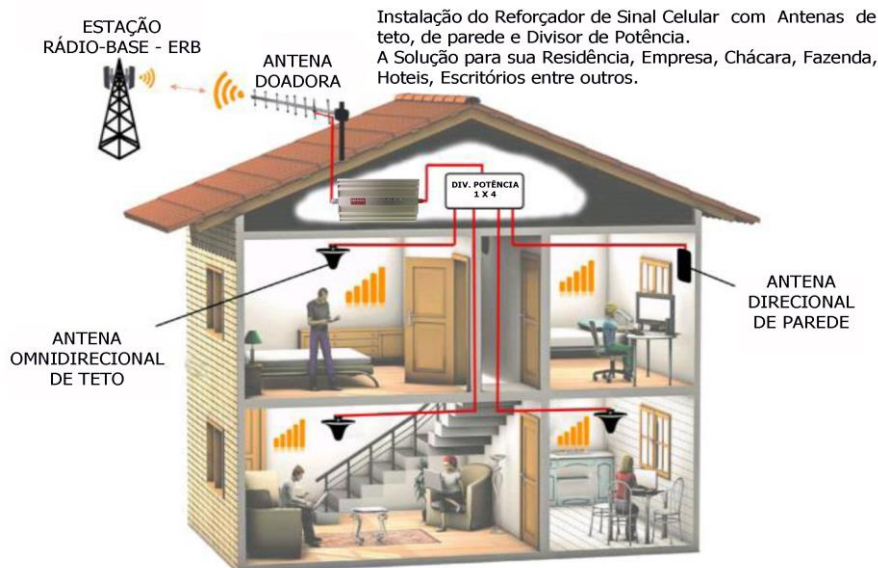 Instalação do Reforçador de Sinal Celular com Antenas de
teto, de parede e Divisor de Potência.
A Solução para sua Residência, Empresa, Chácara, Fazenda,
Hoteis, Escritórios entre outros.
ESTAÇÃO
RÁDIO-BASE - ERB
ANTENA
DOADORA
DIV. POTÊNCIA
1 X 4
ANTENA
OMNIDIRECIONAL
DE TETO
ANTENA
DIRECIONAL
DE PAREDE